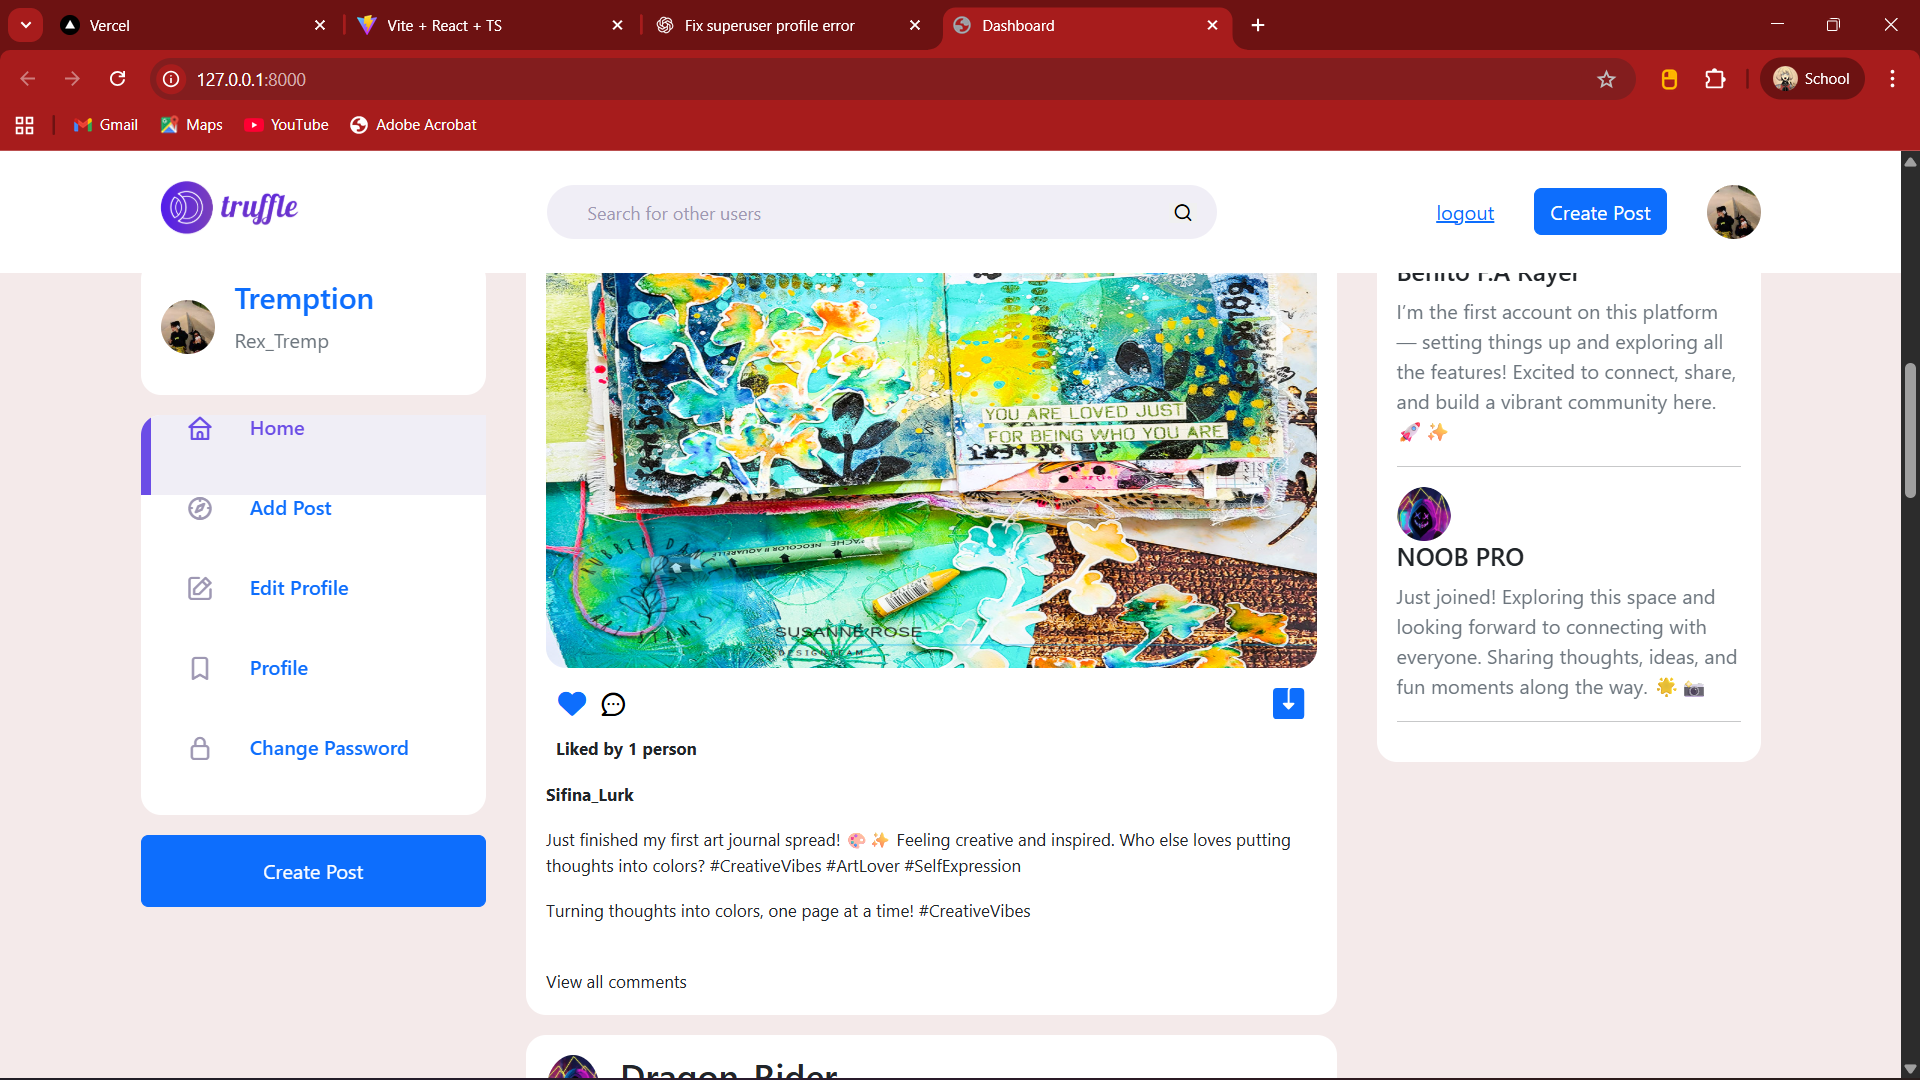 Vercel
Vite + React + TS
Fix superuser profile error
Dashboard
127.0.0.1:8000
School
Gmail
Maps
YouTube
Adobe Acrobat
truffle
Search for other users
logout
Create Post
Tremption
Rex_Tremp
Home
Add Post
Edit Profile
Profile
Change Password
Create Post
YOU ARE LOVED JUST
FOR BEING WHO YOU ARE
NEOCOLOR II AQUARELLE
SUSANNE ROSE
DESIGNTEAM
Liked by 1 person
Sifina_Lurk
Just finished my first art journal spread! 🎨 ✨ Feeling creative and inspired. Who else loves putting
thoughts into colors? #CreativeVibes #ArtLover #SelfExpression
Turning thoughts into colors, one page at a time! #CreativeVibes
View all comments
Dragon_Rider
Benito F.A Rayer
I'm the first account on this platform
— setting things up and exploring all
the features! Excited to connect, share,
and build a vibrant community here.
🚀 ✨
NOOB PRO
Just joined! Exploring this space and
looking forward to connecting with
everyone. Sharing thoughts, ideas, and
fun moments along the way. 🌟 📸